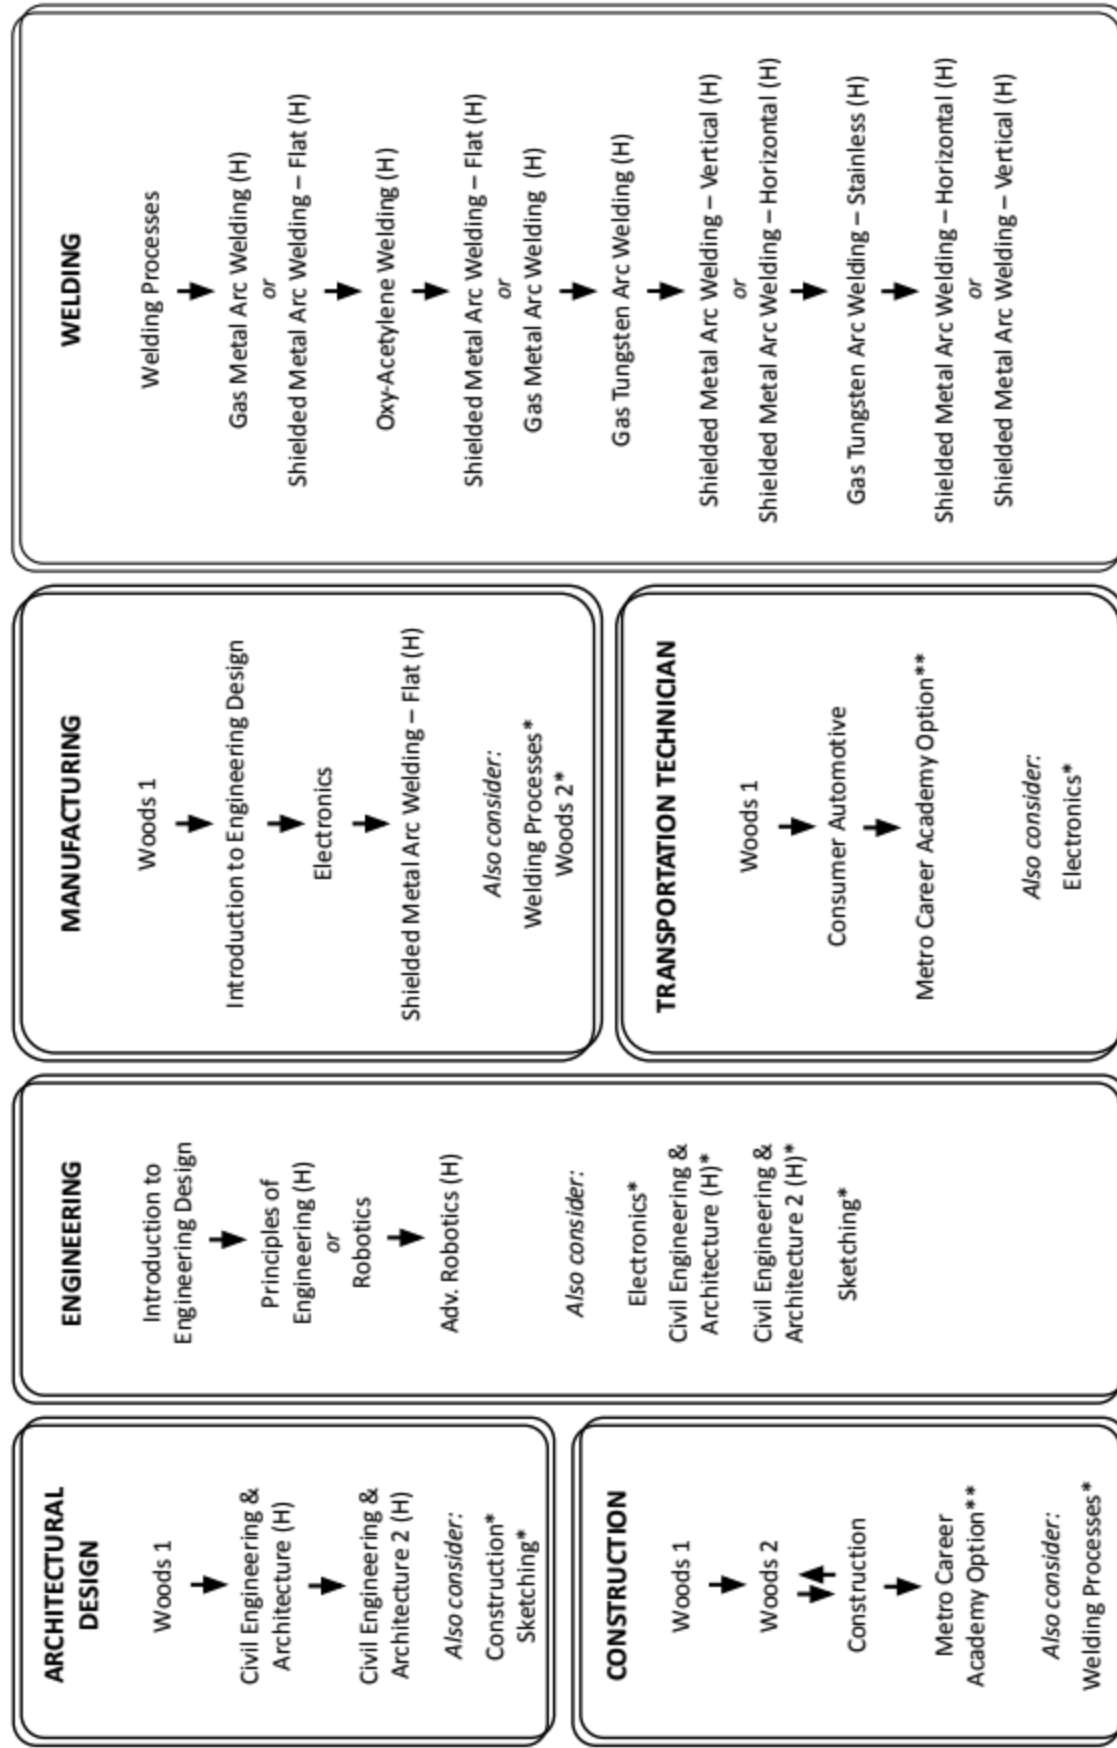 ARCHITECTURAL
DESIGN
Woods 1
Civil Engineering &
Architecture (H)
Civil Engineering &
Architecture 2 (H)
Also consider:
Construction*
Sketching*
CONSTRUCTION
Woods 1
Woods 2
Construction
Metro Career
Academy Option**
Also consider:
Welding Processes*
ENGINEERING
Introduction to
Engineering Design
Principles of
Engineering (H)
or
Robotics
Adv. Robotics (H)
Also consider:
Electronics*
Civil Engineering &
Architecture (H)*
Civil Engineering &
Architecture 2 (H)*
Sketching*
MANUFACTURING
Woods 1
Introduction to Engineering Design
Electronics
Shielded Metal Arc Welding – Flat (H)
Also consider:
Welding Processes*
Woods 2*
TRANSPORTATION TECHNICIAN
Woods 1
Consumer Automotive
Metro Career Academy Option**
Also consider:
Electronics*
WELDING
Welding Processes
Gas Metal Arc Welding (H)
or
Shielded Metal Arc Welding – Flat (H)
Oxy-Acetylene Welding (H)
Shielded Metal Arc Welding – Flat (H)
or
Gas Metal Arc Welding (H)
Gas Tungsten Arc Welding (H)
Shielded Metal Arc Welding – Vertical (H)
or
Shielded Metal Arc Welding – Horizontal (H)
Gas Tungsten Arc Welding – Stainless (H)
Shielded Metal Arc Welding – Horizontal (H)
or
Shielded Metal Arc Welding – Vertical (H)